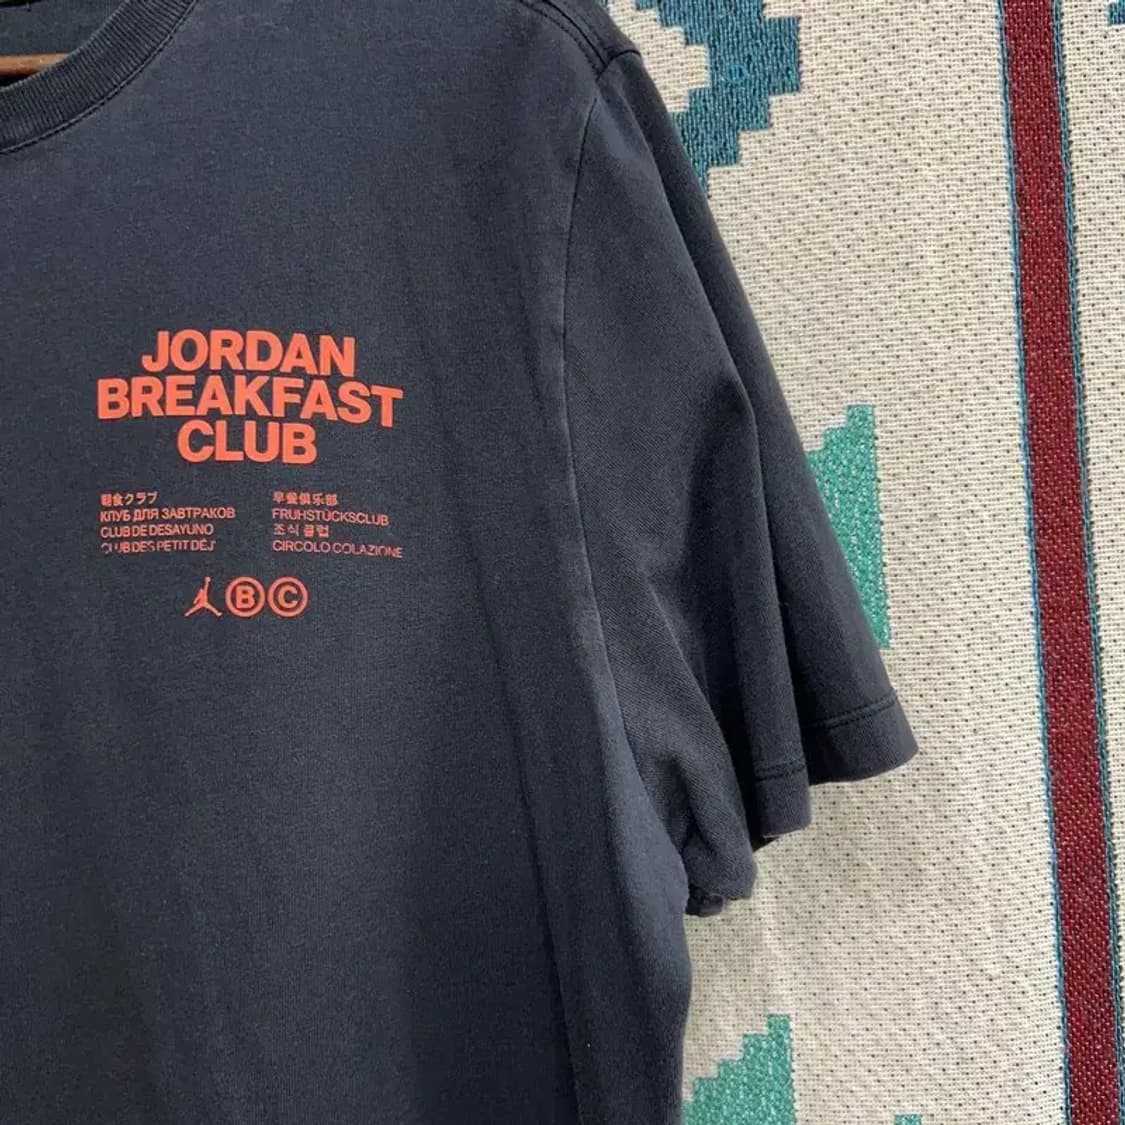 JORDAN
BREAKFAST
CLUB
朝食クラブ
КЛУБ ДЛЯ ЗАВТРАКОВ
CLUB DE DESAYUNO
CLUB DES PETIT DÉJ'
早餐俱乐部
FRÜHSTÜCKSCLUB
조식 클럽
CIRCOLO COLAZIONE
B C